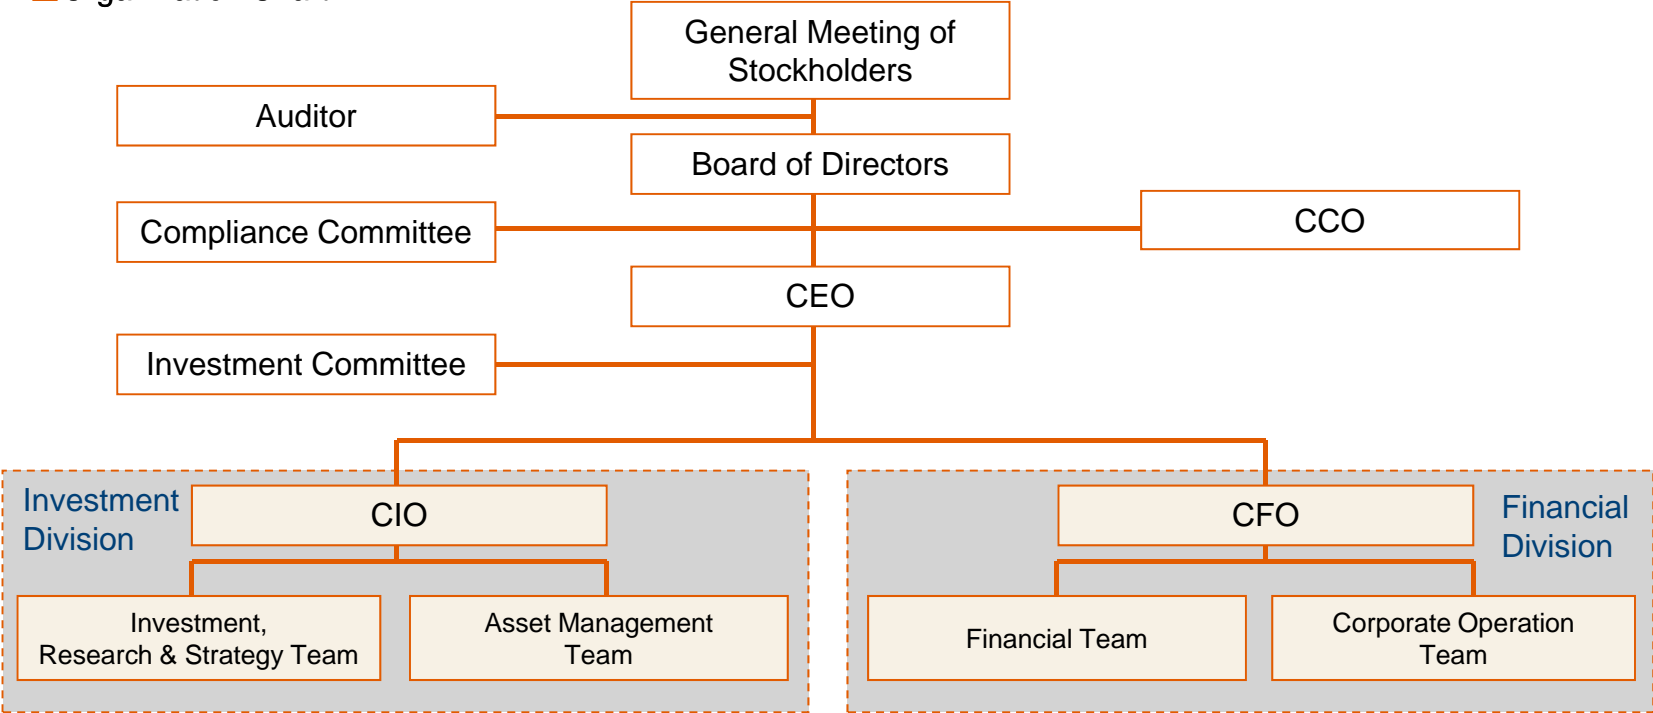 General Meeting of
Stockholders
Auditor
Board of Directors
Compliance Committee
CCO
CEO
Investment Committee
Investment
Division
CIO
CFO
Financial
Division
Investment,
Research & Strategy Team
Asset Management
Team
Financial Team
Corporate Operation
Team